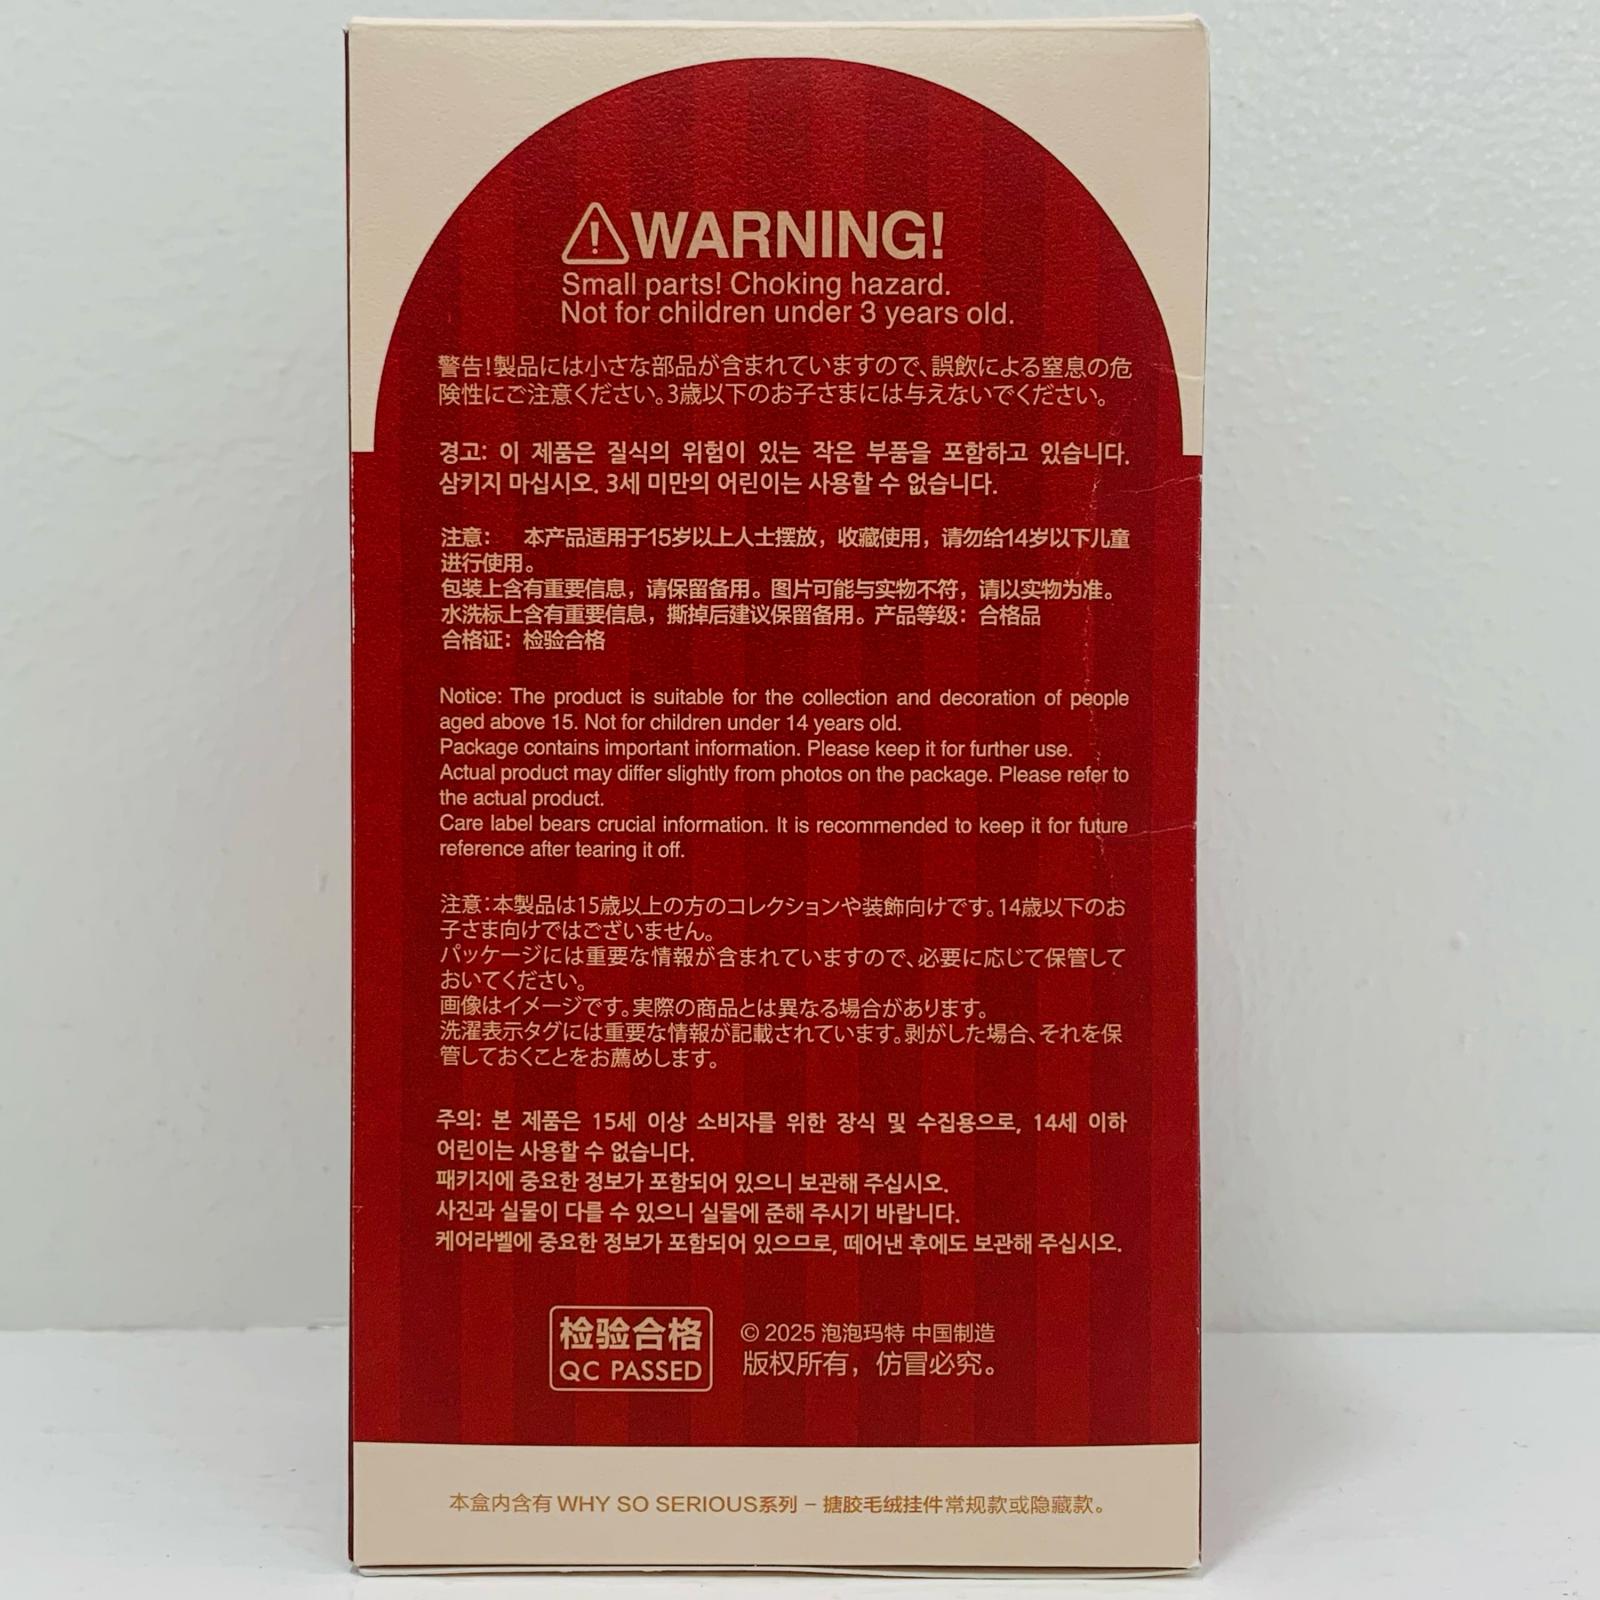 ⚠WARNING!
Small parts! Choking hazard.
Not for children under 3 years old.
警告!製品には小さな部品が含まれていますので、誤飲による窒息の危
険性にご注意ください。3歳以下のお子さまには与えないでください。
경고: 이 제품은 질식의 위험이 있는 작은 부품을 포함하고 있습니다.
삼키지 마십시오. 3세 미만의 어린이는 사용할 수 없습니다.
注意： 本产品适用于15岁以上人士摆放，收藏使用，请勿给14岁以下儿童
进行使用。
包装上含有重要信息，请保留备用。图片可能与实物不符，请以实物为准。
水洗标上含有重要信息，撕掉后建议保留备用。产品等级：合格品
合格证：检验合格
Notice: The product is suitable for the collection and decoration of people
aged above 15. Not for children under 14 years old.
Package contains important information. Please keep it for further use.
Actual product may differ slightly from photos on the package. Please refer to
the actual product.
Care label bears crucial information. It is recommended to keep it for future
reference after tearing it off.
注意：本製品は15歳以上の方のコレクションや装飾向けです。14歳以下のお
子さま向けではございません。
パッケージには重要な情報が含まれていますので、必要に応じて保管して
おいてください。
画像はイメージです。実際の商品とは異なる場合があります。
洗濯表示タグには重要な情報が記載されています。剥がした場合、それを保
管しておくことをお薦めします。
주의: 본 제품은 15세 이상 소비자를 위한 장식 및 수집용으로, 14세 이하
어린이는 사용할 수 없습니다.
패키지에 중요한 정보가 포함되어 있으니 보관해 주십시오.
사진과 실물이 다를 수 있으니 실물에 준해 주시기 바랍니다.
케어라벨에 중요한 정보가 포함되어 있으므로, 떼어낸 후에도 보관해 주십시오.
检验合格
QC PASSED
© 2025 泡泡玛特 中国制造
版权所有，仿冒必究。
本盒内含有 WHY SO SERIOUS系列 – 搪胶毛绒挂件常规款或隐藏款。